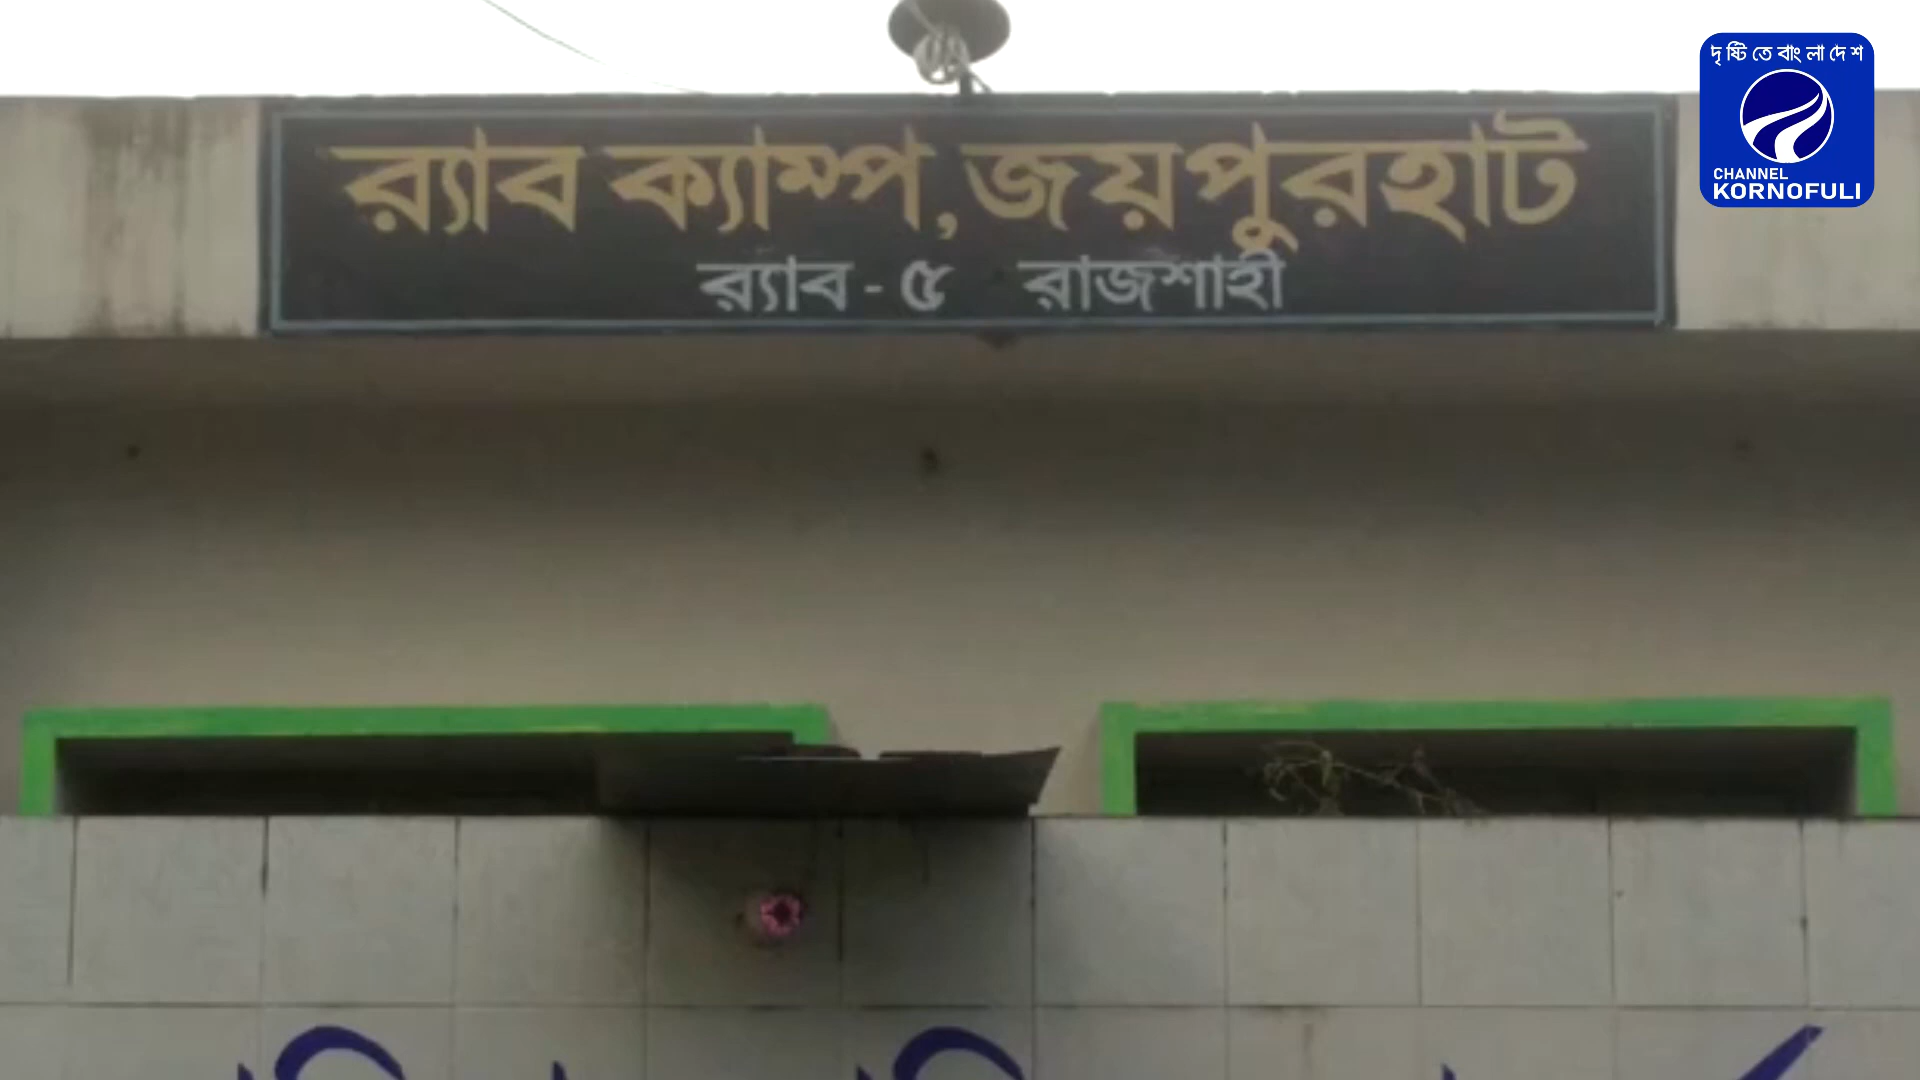 র‍্যাব ক্যাম্প, জয়পুরহাট
র‍্যাব - ৫ রাজশাহী
দৃষ্টিতে বাংলাদেশ
CHANNEL
KORNOFULI